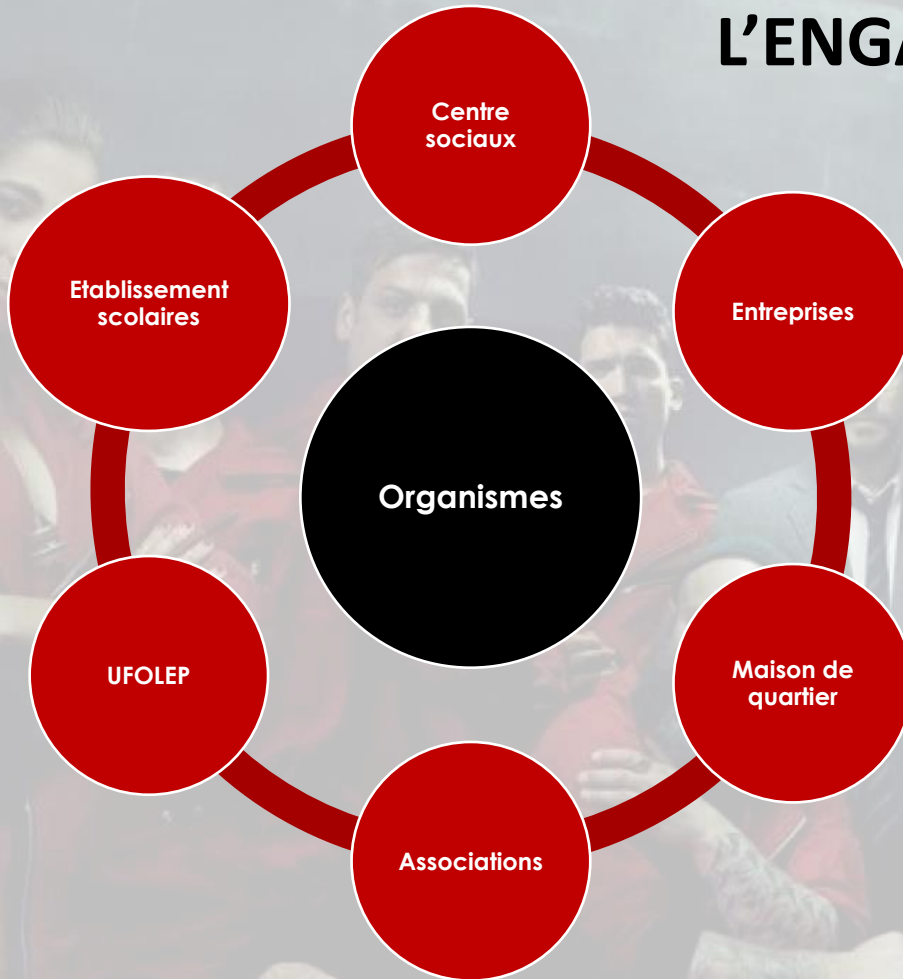 L'ENGA
Centre
sociaux
Etablissement
scolaires
Entreprises
Organismes
UFOLEP
Maison de
quartier
Associations